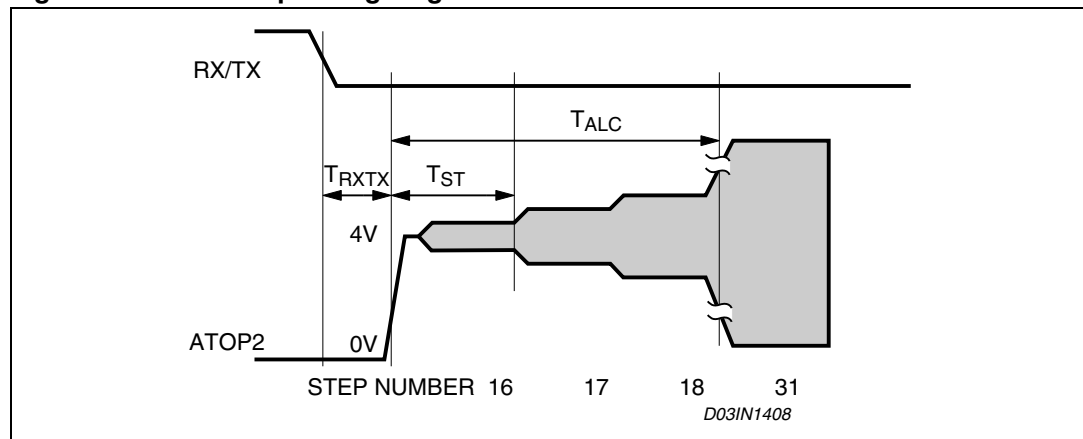 RX/TX
T_ALC
T_RXTX
T_ST
4V
ATOP2
0V
STEP NUMBER 16 17 18 31
D03IN1408